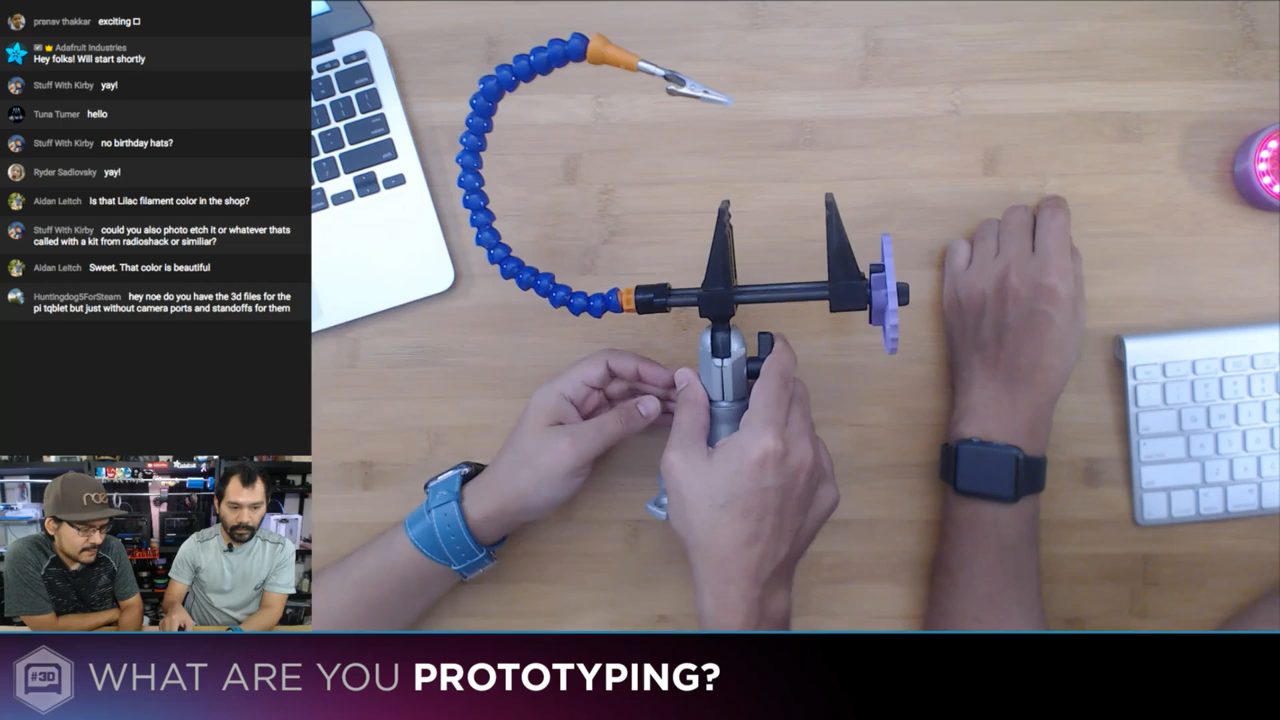 pranav thakkar exciting □
Adafruit Industries
Hey folks! Will start shortly
Stuff With Kirby yay!
Tuna Turner hello
Stuff With Kirby no birthday hats?
Ryder Sadlovsky yay!
Aidan Leitch Is that Lilac filament color in the shop?
Stuff With Kirby could you also photo etch it or whatever thats
called with a kit from radioshack or similiar?
Aidan Leitch Sweet. That color is beautiful
Huntingdog5ForSteam hey noe do you have the 3d files for the
pi tqblet but just without camera ports and standoffs for them
noe
#3D
WHAT ARE YOU PROTOTYPING?